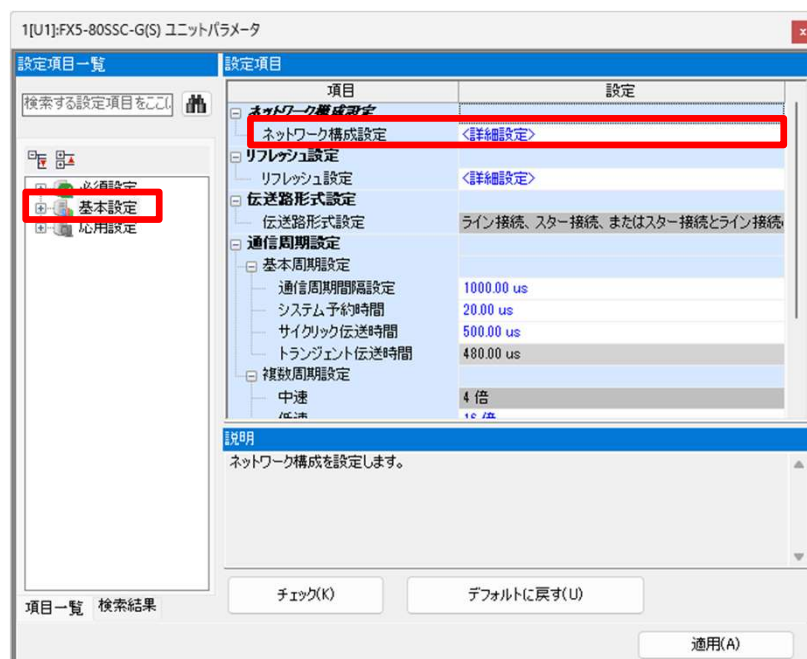 1[U1]:FX5-80SSC-G(S) ユニットパラメータ
設定項目一覧
検索する設定項目をここに
必須設定
基本設定
応用設定
項目一覧 検索結果
設定項目
項目 設定
ネットワーク構成設定
ネットワーク構成設定 <詳細設定>
リフレッシュ設定
リフレッシュ設定 <詳細設定>
伝送路形式設定
伝送路形式設定 ライン接続、スター接続、またはスター接続とライン接続
通信周期設定
基本周期設定
通信周期間隔設定 1000.00 us
システム予約時間 20.00 us
サイクリック伝送時間 500.00 us
トランジェント伝送時間 480.00 us
複数周期設定
中速 4 倍
低速 16 倍
説明
ネットワーク構成を設定します。
チェック(K) デフォルトに戻す(U)
適用(A)